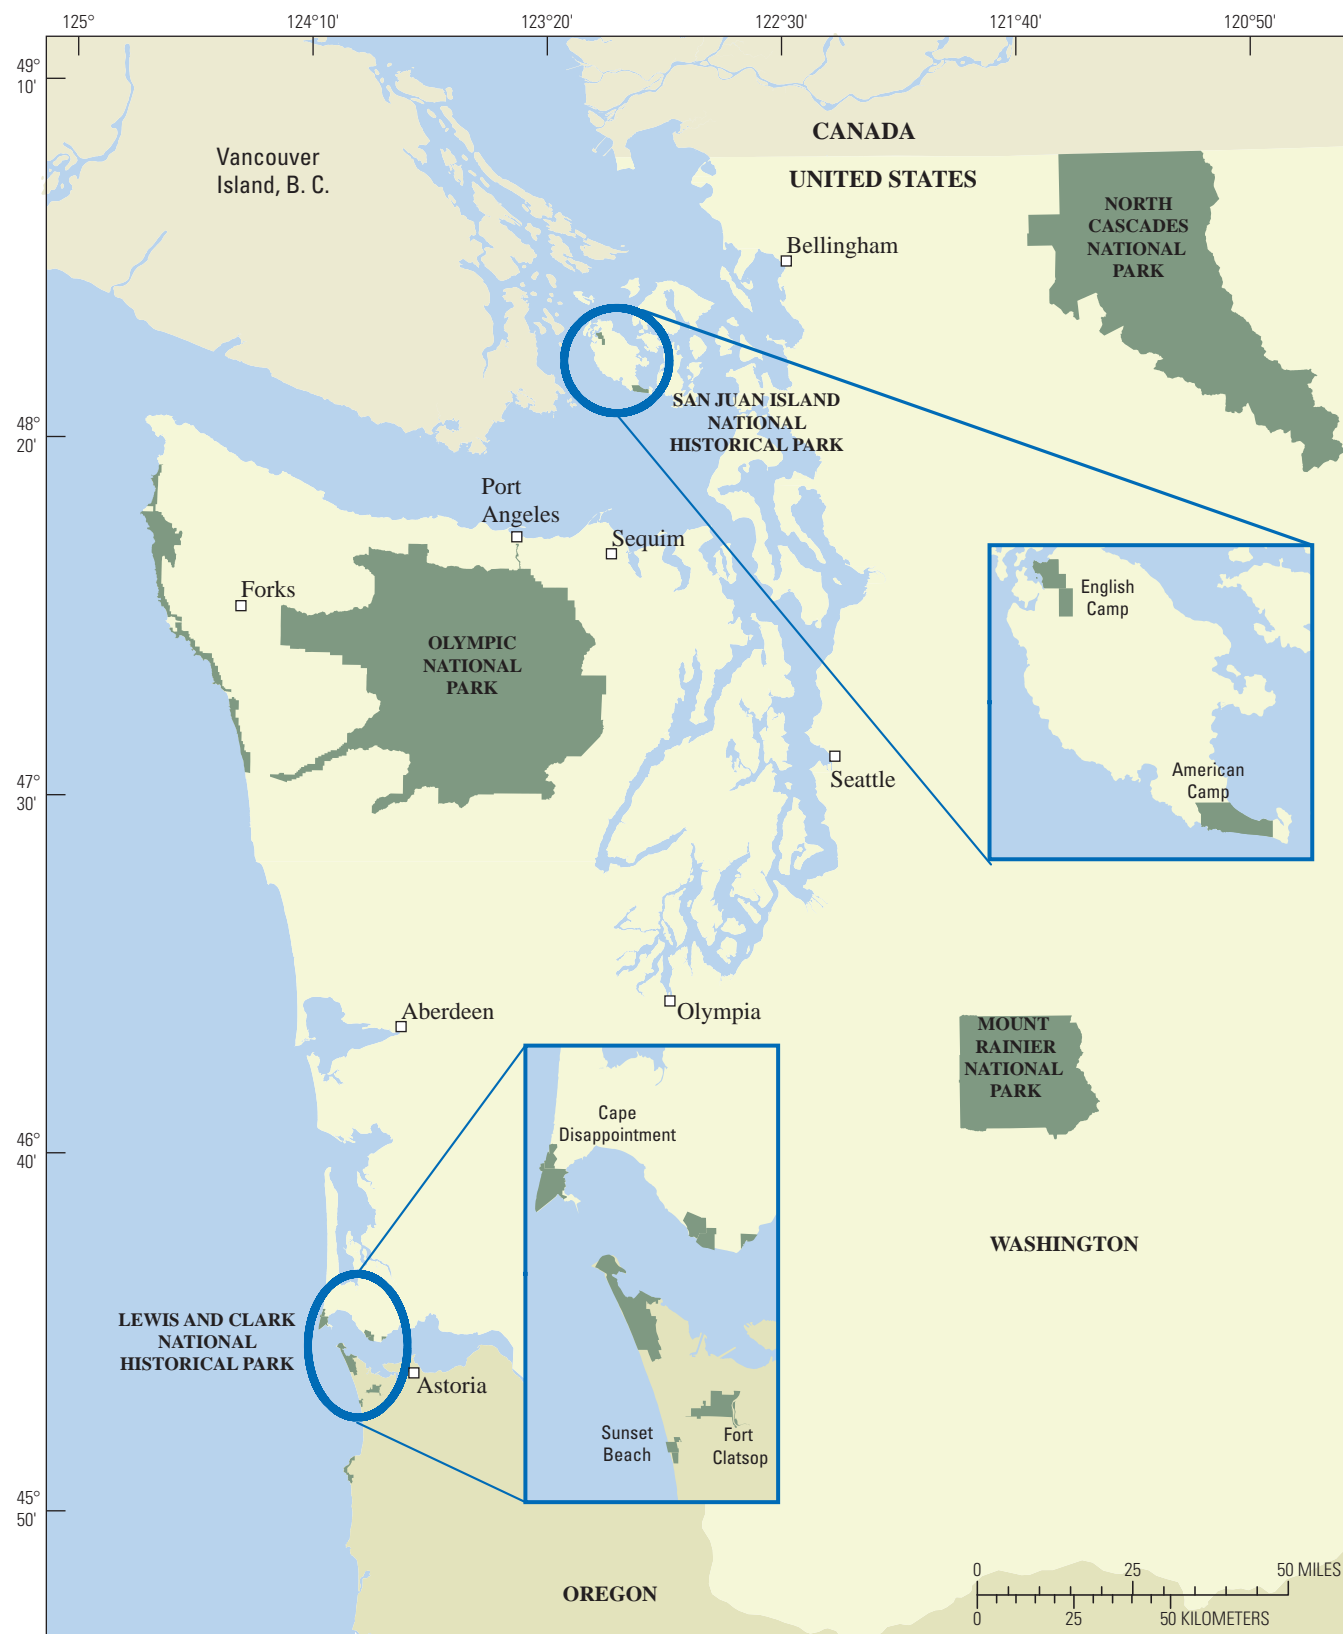 125°
124°10'
123°20'
122°30'
121°40'
120°50'
49°
10'
CANADA
Vancouver
Island, B. C.
UNITED STATES
NORTH
CASCADES
NATIONAL
PARK
Bellingham
SAN JUAN ISLAND
NATIONAL
HISTORICAL PARK
48°
20'
Port
Angeles
Sequim
Forks
English
Camp
OLYMPIC
NATIONAL
PARK
American
Camp
Seattle
47°
30'
Aberdeen
Olympia
MOUNT
RAINIER
NATIONAL
PARK
Cape
Disappointment
46°
40'
WASHINGTON
LEWIS AND CLARK
NATIONAL
HISTORICAL PARK
Astoria
Sunset
Beach
Fort
Clatsop
45°
50'
OREGON
0 25 50 MILES
0 25 50 KILOMETERS